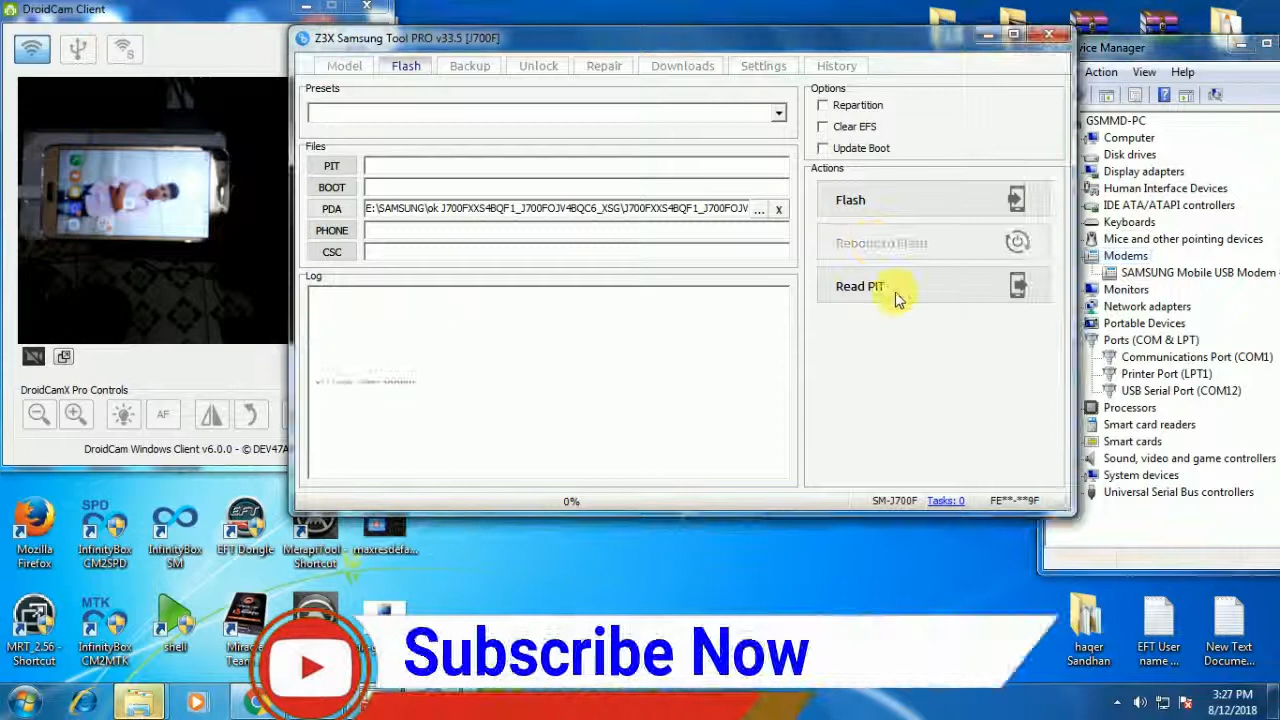 DroidCam Client
DroidCamX Pro Controls
AF
DroidCam Windows Client v6.0.0 - © DEV47A
Z3X Samsung Tool PRO v33.5 [J700F]
Model Flash Backup Unlock Repair Downloads Settings History
Presets
Files
PIT
BOOT
PDA E:\SAMSUNG\ok J700FXXS4BQF1_J700FOJV4BQC6_XSG\J700FXXS4BQF1_J700FOJV ... x
PHONE
CSC
Log
Options
Repartition
Clear EFS
Update Boot
Actions
Flash
Read PIT
0%
SM-J700F Tasks: 0 FE**-**9F
vice Manager
Action View Help
GSMMD-PC
Computer
Disk drives
Display adapters
Human Interface Devices
IDE ATA/ATAPI controllers
Keyboards
Mice and other pointing devices
Modems
SAMSUNG Mobile USB Modem
Monitors
Network adapters
Portable Devices
Ports (COM & LPT)
Communications Port (COM1)
Printer Port (LPT1)
USB Serial Port (COM12)
Processors
Smart card readers
Smart cards
Sound, video and game controllers
System devices
Universal Serial Bus controllers
Mozilla Firefox
SPD
InfinityBox CM2SPD
InfinityBox SM
EFT Dongle
MerapiTool - Shortcut
maxresdefa...
MRT_2.56 - Shortcut
MTK
InfinityBox CM2MTK
shell
Subscribe Now
haqer Sandhan
EFT User name ...
New Text Docume...
3:27 PM
8/12/2018